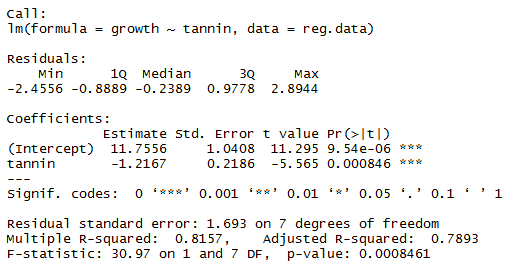 Call:
lm(formula = growth ~ tannin, data = reg.data)
Residuals:
    Min      1Q  Median      3Q     Max
-2.4556 -0.8889 -0.2389  0.9778  2.8944
Coefficients:
            Estimate Std. Error t value Pr(>|t|)
(Intercept)  11.7556     1.0408  11.295 9.54e-06 ***
tannin       -1.2167     0.2186  -5.565 0.000846 ***
---
Signif. codes:  0 ‘***’ 0.001 ‘**’ 0.01 ‘*’ 0.05 ‘.’ 0.1 ‘ ’ 1
Residual standard error: 1.693 on 7 degrees of freedom
Multiple R-squared:  0.8157,    Adjusted R-squared:  0.7893
F-statistic: 30.97 on 1 and 7 DF,  p-value: 0.0008461